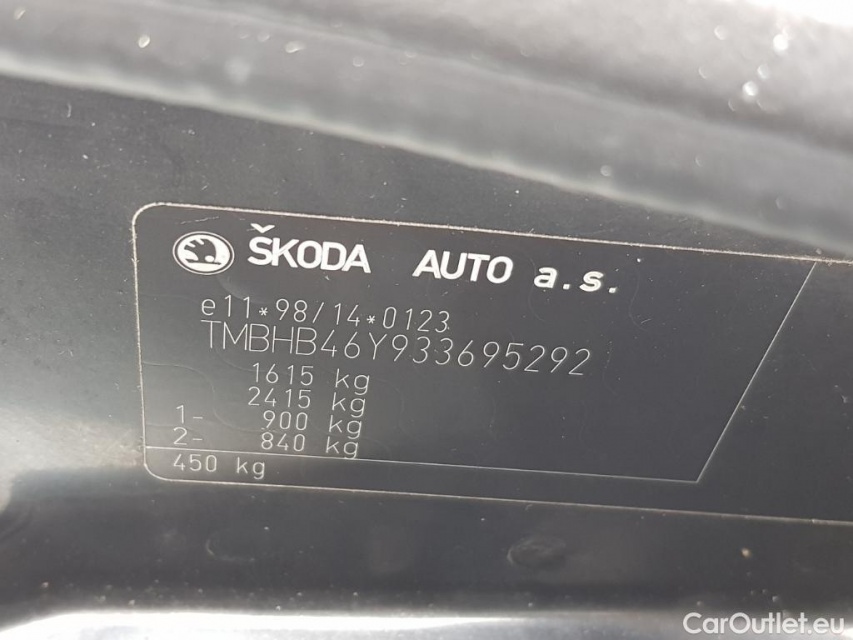 ŠKODA AUTO a.s.
e11*98/14*0123
TMBHB46Y933695292
1615 kg
2415 kg
1- 900 kg
2- 840 kg
450 kg
CarOutlet.eu